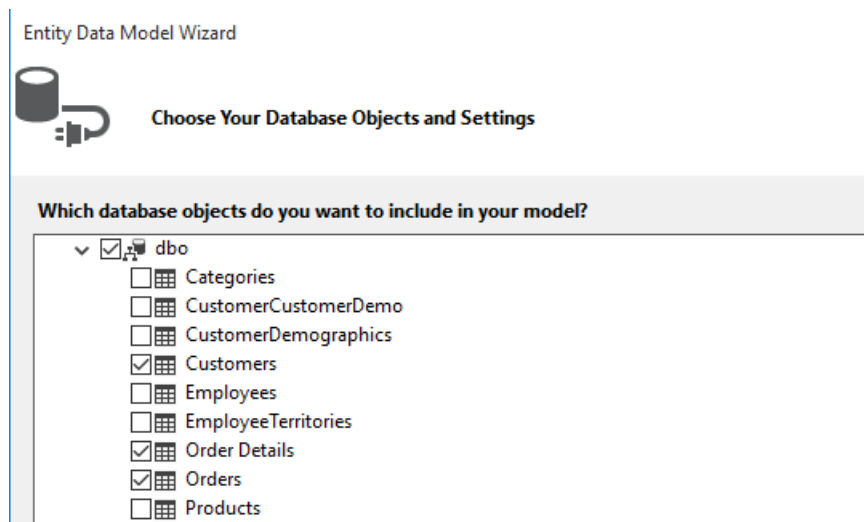 Entity Data Model Wizard
Choose Your Database Objects and Settings
Which database objects do you want to include in your model?
dbo
Categories
CustomerCustomerDemo
CustomerDemographics
Customers
Employees
EmployeeTerritories
Order Details
Orders
Products